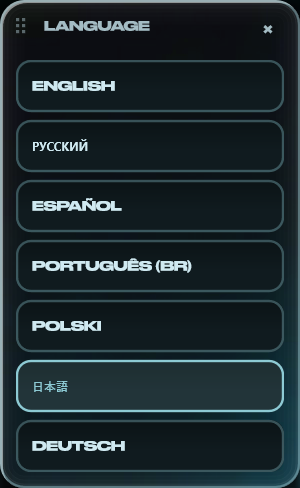 LANGUAGE
ENGLISH
РУССКИЙ
ESPAÑOL
PORTUGUÊS (BR)
POLSKI
日本語
DEUTSCH